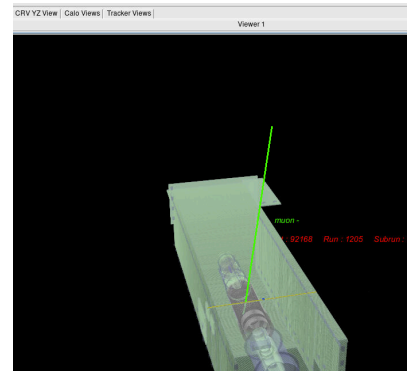 CRV YZ View Calo Views Tracker Views
Viewer 1
muon -
: 92168 Run : 1205 Subrun :